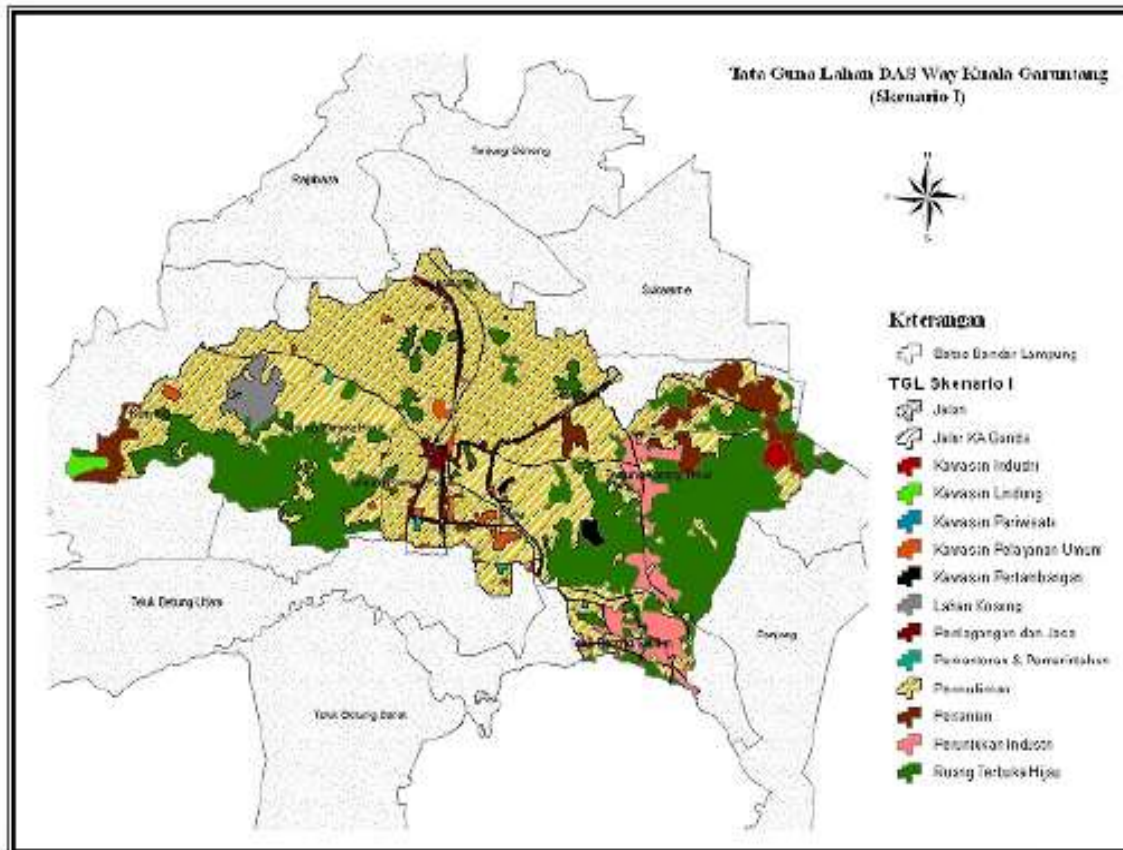 Tata Guna Lahan DAS Way Kuala Garuntang
(Skenario I)
N
S
Rajabasa
Tanjung Senang
Sukarame
Teluk Betung Utara
Teluk Betung Barat
Panjang
Keterangan
Batas Bandar Lampung
TGL Skenario I
Jalan
Jalur KA Ganda
Kawasan Industri
Kawasan Lindung
Kawasan Pariwisata
Kawasan Pelayanan Umum
Kawasan Pertambangan
Lahan Kosong
Perdagangan dan Jasa
Perkantoran & Pemerintahan
Permukiman
Pertanian
Peruntukan Industri
Ruang Terbuka Hijau